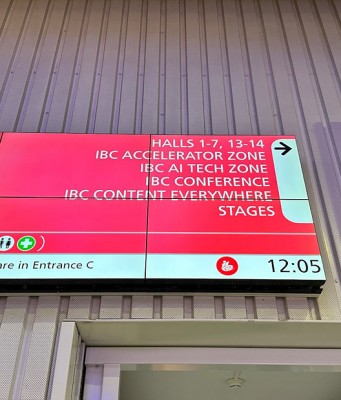 HALLS 1-7, 13-14
IBC ACCELERATOR ZONE
IBC AI TECH ZONE
IBC CONFERENCE
IBC CONTENT EVERYWHERE
STAGES
are in Entrance C
12:05